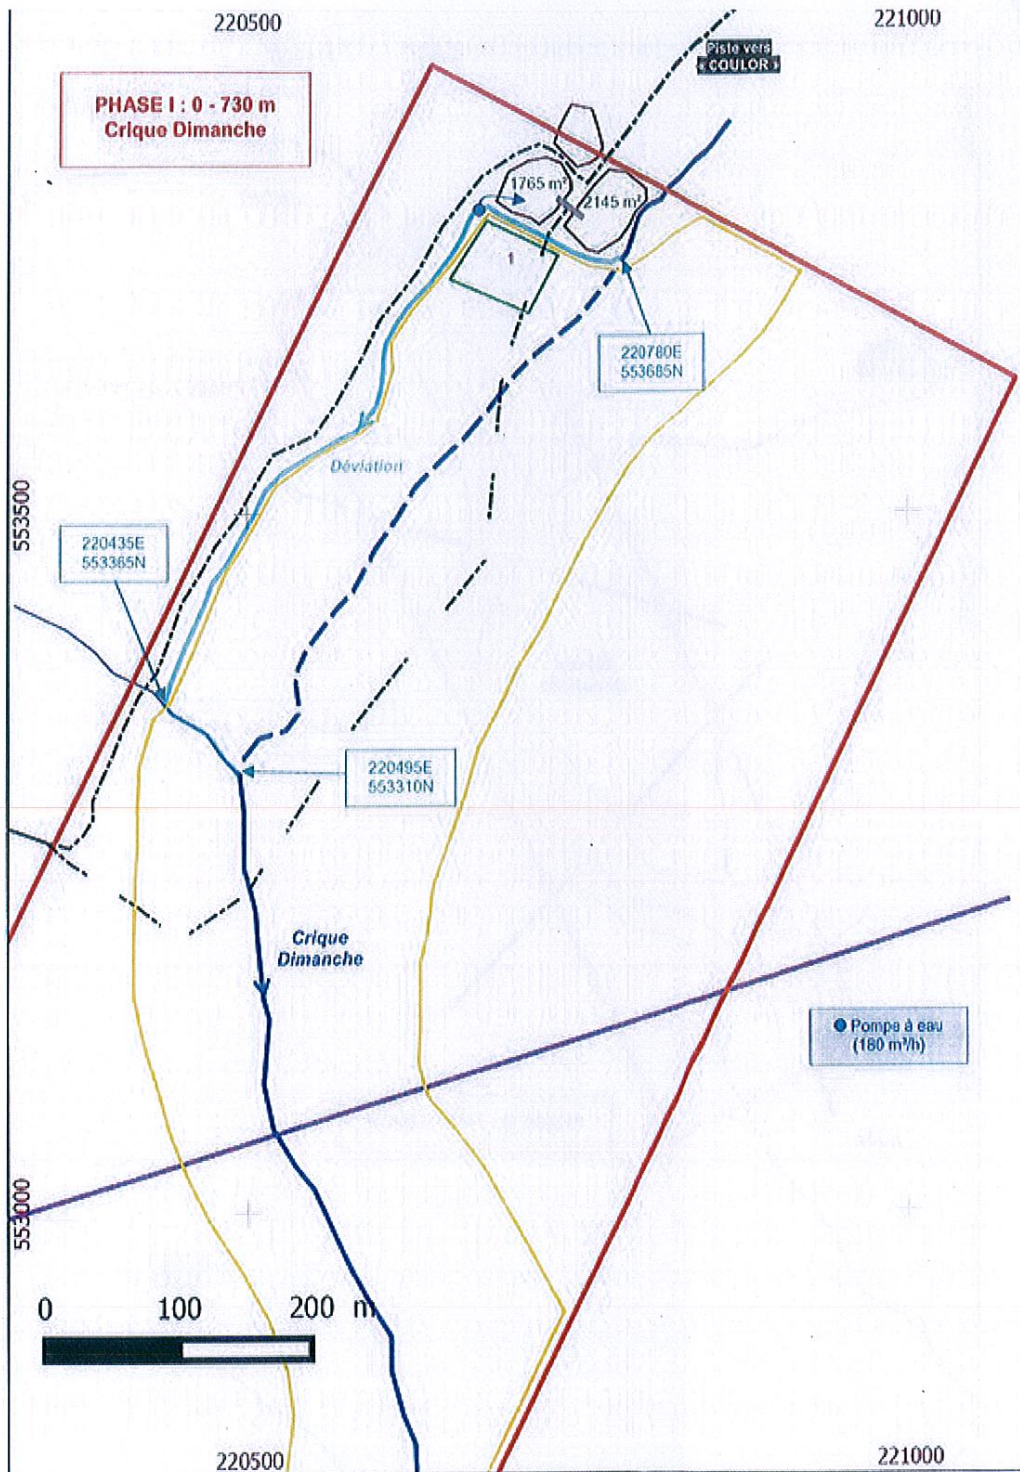 220500
221000
Piste vers
« COULOR »
PHASE I : 0 - 730 m
Crique Dimanche
1765 m²
2145 m²
1
220780E
553685N
Déviation
553500
220435E
553365N
220495E
553310N
Crique
Dimanche
Pompe à eau
(180 m³/h)
553000
0 100 200 m
220500
221000